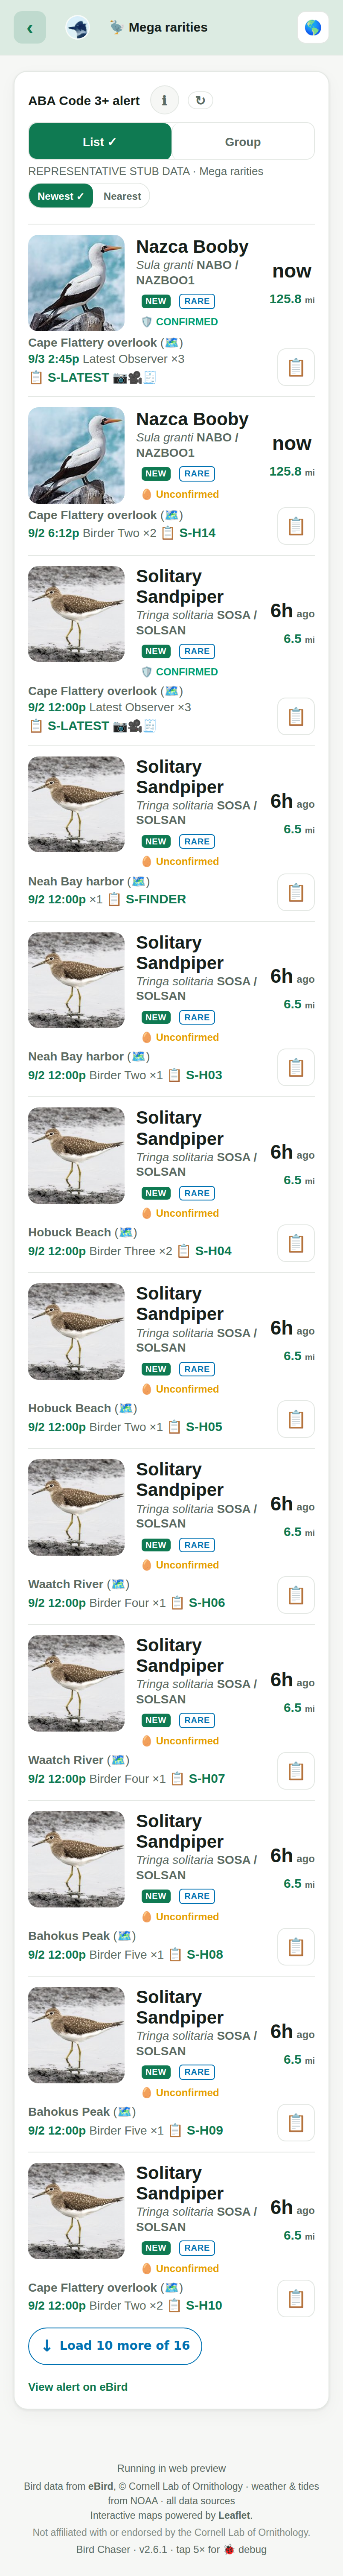 ‹ 🦤 Mega rarities 🌎
ABA Code 3+ alert ℹ ↻
List ✓ Group
REPRESENTATIVE STUB DATA · Mega rarities
Newest ✓ Nearest
Nazca Booby
Sula granti NABO /
NAZBOO1
now
125.8 mi
NEW RARE
🛡️ CONFIRMED
Cape Flattery overlook (🗺️)
9/3 2:45p Latest Observer ×3
📋 S-LATEST 📷🎥🧾
Nazca Booby
Sula granti NABO /
NAZBOO1
now
125.8 mi
NEW RARE
🥚 Unconfirmed
Cape Flattery overlook (🗺️)
9/2 6:12p Birder Two ×2 📋 S-H14
Solitary
Sandpiper
Tringa solitaria SOSA /
SOLSAN
6h ago
6.5 mi
NEW RARE
🛡️ CONFIRMED
Cape Flattery overlook (🗺️)
9/2 12:00p Latest Observer ×3
📋 S-LATEST 📷🎥🧾
Solitary
Sandpiper
Tringa solitaria SOSA /
SOLSAN
6h ago
6.5 mi
NEW RARE
🥚 Unconfirmed
Neah Bay harbor (🗺️)
9/2 12:00p ×1 📋 S-FINDER
Solitary
Sandpiper
Tringa solitaria SOSA /
SOLSAN
6h ago
6.5 mi
NEW RARE
🥚 Unconfirmed
Neah Bay harbor (🗺️)
9/2 12:00p Birder Two ×1 📋 S-H03
Solitary
Sandpiper
Tringa solitaria SOSA /
SOLSAN
6h ago
6.5 mi
NEW RARE
🥚 Unconfirmed
Hobuck Beach (🗺️)
9/2 12:00p Birder Three ×2 📋 S-H04
Solitary
Sandpiper
Tringa solitaria SOSA /
SOLSAN
6h ago
6.5 mi
NEW RARE
🥚 Unconfirmed
Hobuck Beach (🗺️)
9/2 12:00p Birder Two ×1 📋 S-H05
Solitary
Sandpiper
Tringa solitaria SOSA /
SOLSAN
6h ago
6.5 mi
NEW RARE
🥚 Unconfirmed
Waatch River (🗺️)
9/2 12:00p Birder Four ×1 📋 S-H06
Solitary
Sandpiper
Tringa solitaria SOSA /
SOLSAN
6h ago
6.5 mi
NEW RARE
🥚 Unconfirmed
Waatch River (🗺️)
9/2 12:00p Birder Four ×1 📋 S-H07
Solitary
Sandpiper
Tringa solitaria SOSA /
SOLSAN
6h ago
6.5 mi
NEW RARE
🥚 Unconfirmed
Bahokus Peak (🗺️)
9/2 12:00p Birder Five ×1 📋 S-H08
Solitary
Sandpiper
Tringa solitaria SOSA /
SOLSAN
6h ago
6.5 mi
NEW RARE
🥚 Unconfirmed
Bahokus Peak (🗺️)
9/2 12:00p Birder Five ×1 📋 S-H09
Solitary
Sandpiper
Tringa solitaria SOSA /
SOLSAN
6h ago
6.5 mi
NEW RARE
🥚 Unconfirmed
Cape Flattery overlook (🗺️)
9/2 12:00p Birder Two ×2 📋 S-H10
↓ Load 10 more of 16
View alert on eBird
Running in web preview
Bird data from eBird, © Cornell Lab of Ornithology · weather & tides
from NOAA · all data sources
Interactive maps powered by Leaflet.
Not affiliated with or endorsed by the Cornell Lab of Ornithology.
Bird Chaser · v2.6.1 · tap 5× for 🐞 debug